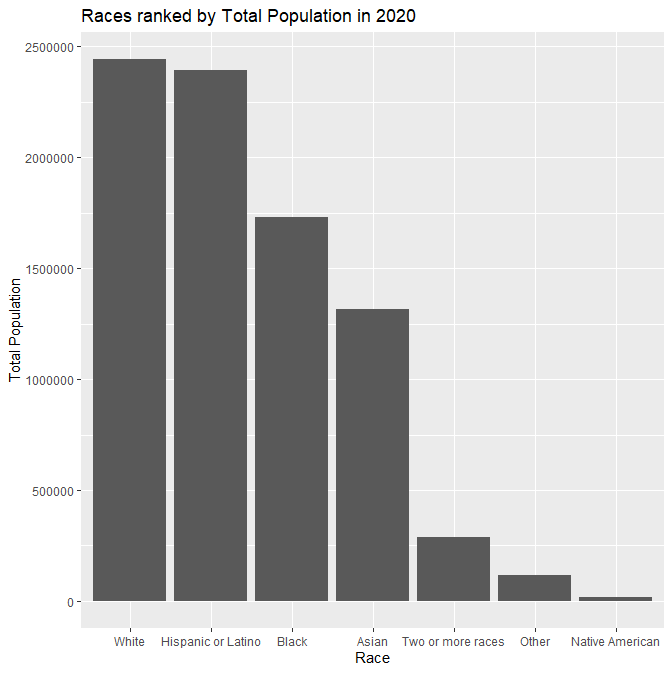 Races ranked by Total Population in 2020
2500000
2000000
1500000
1000000
500000
0
Total Population
White Hispanic or Latino Black Asian Two or more races Other Native American
Race